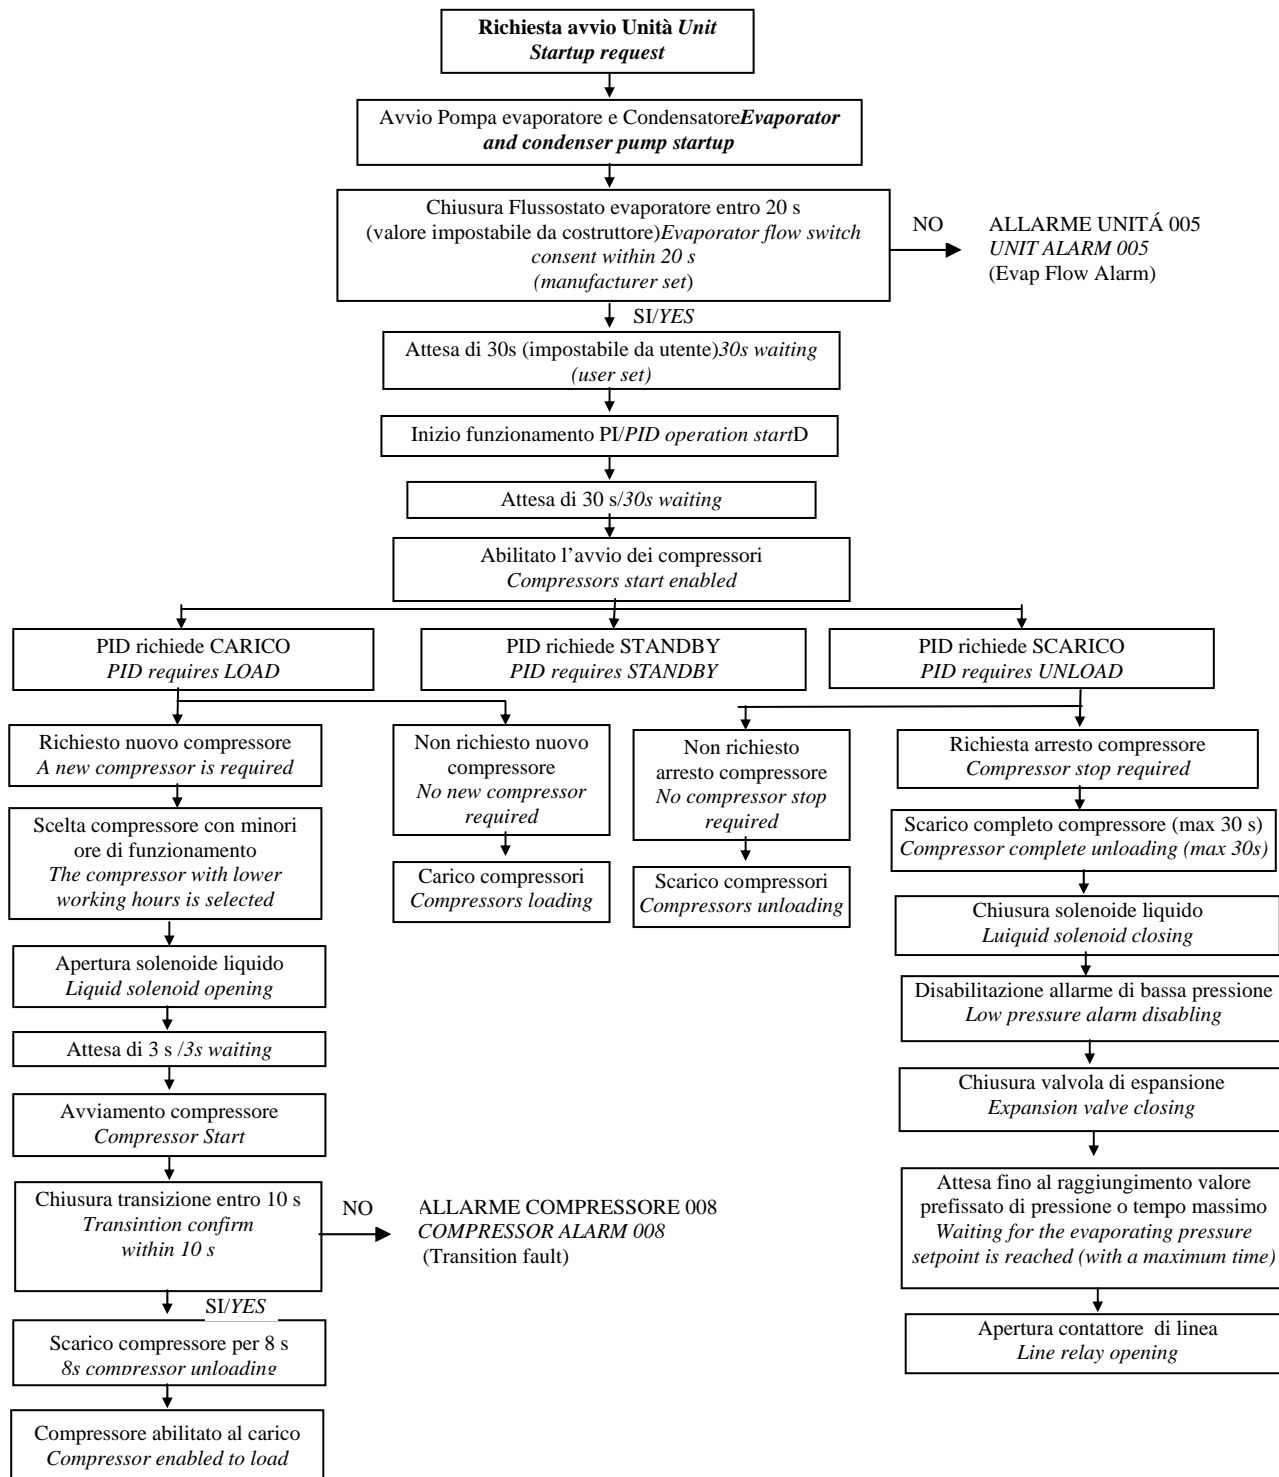 Richiesta avvio Unità Unit
Startup request
Avvio Pompa evaporatore e CondensatoreEvaporator
and condenser pump startup
Chiusura Flussostato evaporatore entro 20 s
(valore impostabile da costruttore)Evaporator flow switch
consent within 20 s
(manufacturer set)
NO
ALLARME UNITÁ 005
UNIT ALARM 005
(Evap Flow Alarm)
SI/YES
Attesa di 30s (impostabile da utente)30s waiting
(user set)
Inizio funzionamento PI/PID operation startD
Attesa di 30 s/30s waiting
Abilitato l’avvio dei compressori
Compressors start enabled
PID richiede CARICO
PID requires LOAD
PID richiede STANDBY
PID requires STANDBY
PID richiede SCARICO
PID requires UNLOAD
Richiesto nuovo compressore
A new compressor is required
Non richiesto nuovo
compressore
No new compressor
required
Non richiesto
arresto compressore
No compressor stop
required
Richiesta arresto compressore
Compressor stop required
Scelta compressore con minori
ore di funzionamento
The compressor with lower
working hours is selected
Carico compressori
Compressors loading
Scarico compressori
Compressors unloading
Scarico completo compressore (max 30 s)
Compressor complete unloading (max 30s)
Apertura solenoide liquido
Liquid solenoid opening
Chiusura solenoide liquido
Luiquid solenoid closing
Attesa di 3 s /3s waiting
Disabilitazione allarme di bassa pressione
Low pressure alarm disabling
Avviamento compressore
Compressor Start
Chiusura valvola di espansione
Expansion valve closing
Chiusura transizione entro 10 s
Transintion confirm
within 10 s
NO
ALLARME COMPRESSORE 008
COMPRESSOR ALARM 008
(Transition fault)
Attesa fino al raggiungimento valore
prefissato di pressione o tempo massimo
Waiting for the evaporating pressure
setpoint is reached (with a maximum time)
SI/YES
Scarico compressore per 8 s
8s compressor unloading
Apertura contattore di linea
Line relay opening
Compressore abilitato al carico
Compressor enabled to load